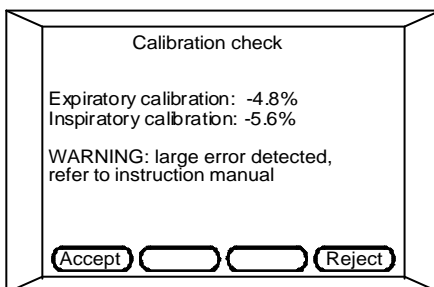 Calibration check
Expiratory calibration: -4.8%
Inspiratory calibration: -5.6%
WARNING: large error detected,
refer to instruction manual
Accept Reject